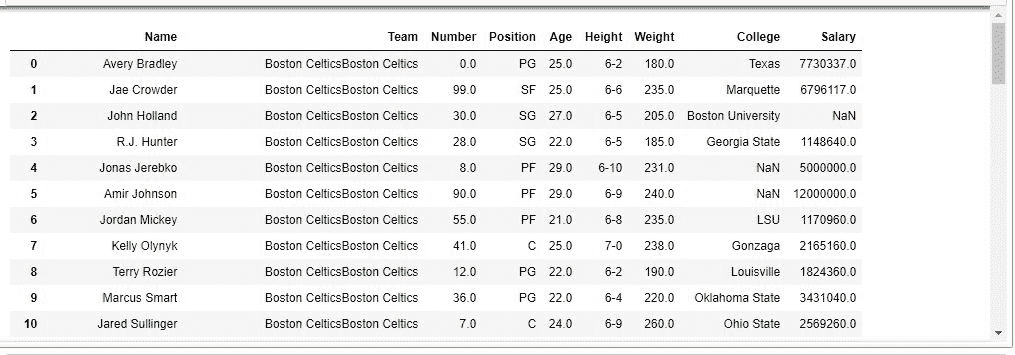 Name Team Number Position Age Height Weight College Salary
0 Avery Bradley Boston CelticsBoston Celtics 0.0 PG 25.0 6-2 180.0 Texas 7730337.0
1 Jae Crowder Boston CelticsBoston Celtics 99.0 SF 25.0 6-6 235.0 Marquette 6796117.0
2 John Holland Boston CelticsBoston Celtics 30.0 SG 27.0 6-5 205.0 Boston University NaN
3 R.J. Hunter Boston CelticsBoston Celtics 28.0 SG 22.0 6-5 185.0 Georgia State 1148640.0
4 Jonas Jerebko Boston CelticsBoston Celtics 8.0 PF 29.0 6-10 231.0 NaN 5000000.0
5 Amir Johnson Boston CelticsBoston Celtics 90.0 PF 29.0 6-9 240.0 NaN 12000000.0
6 Jordan Mickey Boston CelticsBoston Celtics 55.0 PF 21.0 6-8 235.0 LSU 1170960.0
7 Kelly Olynyk Boston CelticsBoston Celtics 41.0 C 25.0 7-0 238.0 Gonzaga 2165160.0
8 Terry Rozier Boston CelticsBoston Celtics 12.0 PG 22.0 6-2 190.0 Louisville 1824360.0
9 Marcus Smart Boston CelticsBoston Celtics 36.0 PG 22.0 6-4 220.0 Oklahoma State 3431040.0
10 Jared Sullinger Boston CelticsBoston Celtics 7.0 C 24.0 6-9 260.0 Ohio State 2569260.0